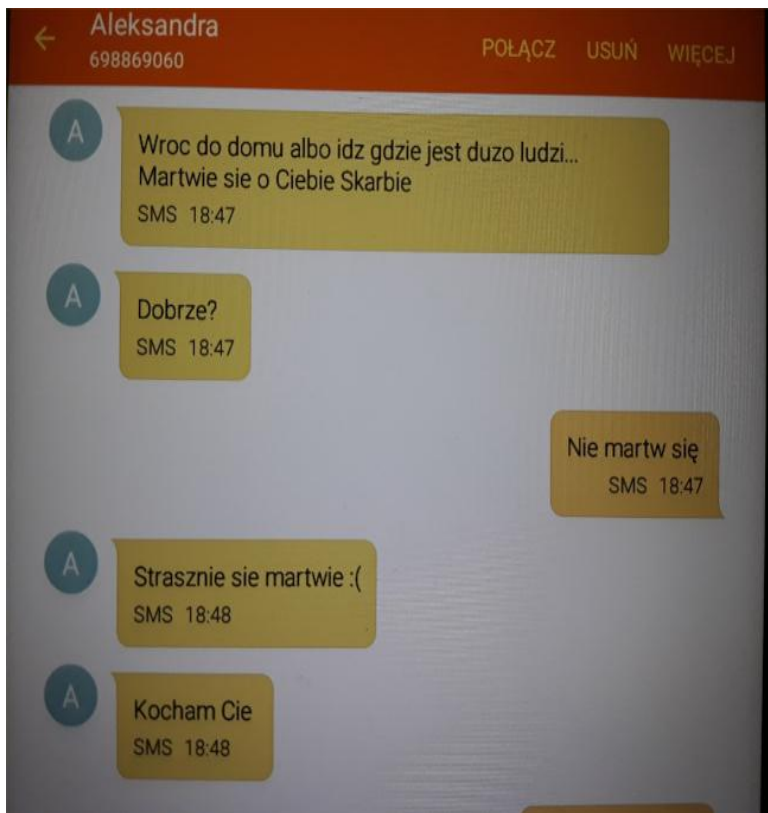 Aleksandra
698869060
POŁĄCZ USUŃ WIĘCEJ
A
Wroc do domu albo idz gdzie jest duzo ludzi...
Martwie sie o Ciebie Skarbie
SMS 18:47
A
Dobrze?
SMS 18:47
Nie martw się
SMS 18:47
A
Strasznie sie martwie :(
SMS 18:48
A
Kocham Cie
SMS 18:48